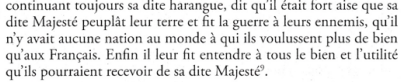 continuant toujours sa dite harangue, dit qu'il était fort aise que sa
dite Majesté peuplât leur terre et fit la guerre à leurs ennemis, qu'il
n'y avait aucune nation au monde à qui ils voulussent plus de bien
qu'aux Français. Enfin il leur fit entendre à tous le bien et l'utilité
qu'ils pourraient recevoir de sa dite Majesté⁹.